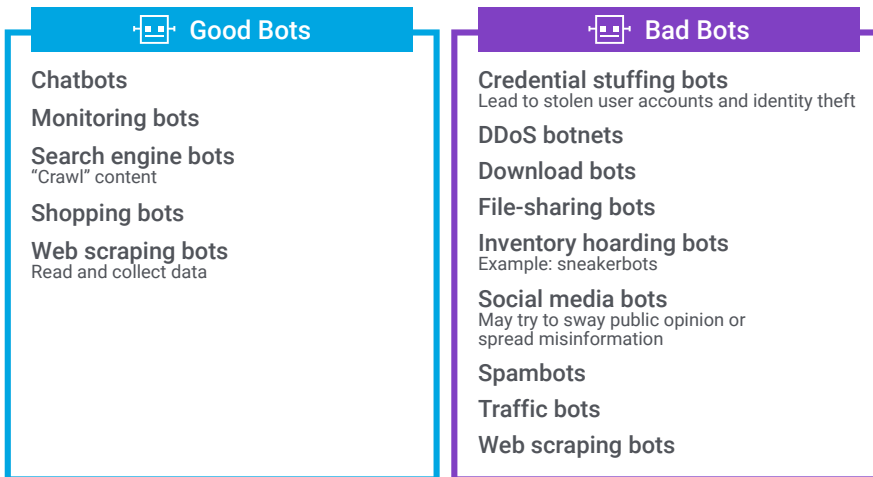 Good Bots
Chatbots
Monitoring bots
Search engine bots
“Crawl” content
Shopping bots
Web scraping bots
Read and collect data
Bad Bots
Credential stuffing bots
Lead to stolen user accounts and identity theft
DDoS botnets
Download bots
File-sharing bots
Inventory hoarding bots
Example: sneakerbots
Social media bots
May try to sway public opinion or
spread misinformation
Spambots
Traffic bots
Web scraping bots